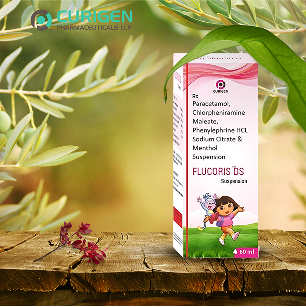 CURIGEN
PHARMACEUTICALS LLP
CURIGEN
Rx
Paracetamol,
Chlorpheniramine
Maleate,
Phenylephrine HCL
Sodium Citrate &
Menthol
Suspension
FLUCORIS DS
Suspension
60 ml